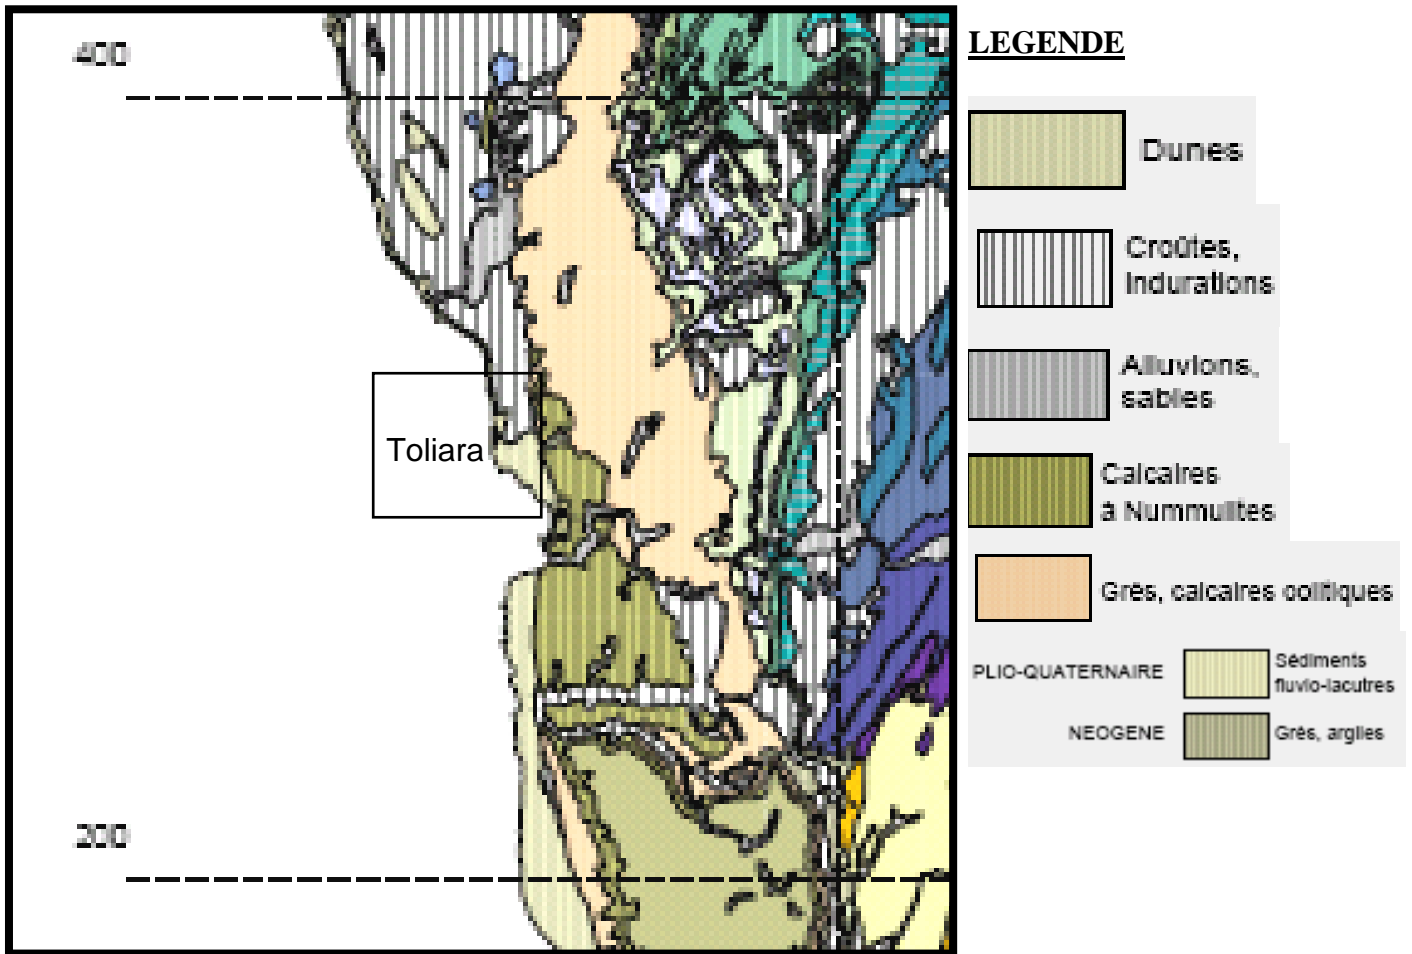 400
LEGENDE
Dunes
Croûtes,
Indurations
Alluvions,
sables
Toliara
Calcaires
à Nummulites
Grès, calcaires oolitiques
PLIO-QUATERNAIRE
Sédiments
fluvio-lacutres
NEOGENE
Grès, argiles
200